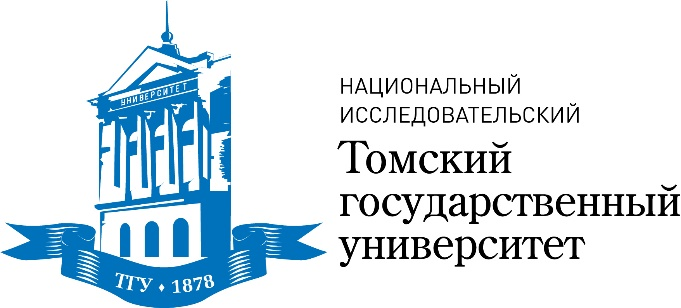 УНИВЕРСИТЕТ
ТГУ ♦ 1878
НАЦИОНАЛЬНЫЙ
ИССЛЕДОВАТЕЛЬСКИЙ
Томский
государственный
университет